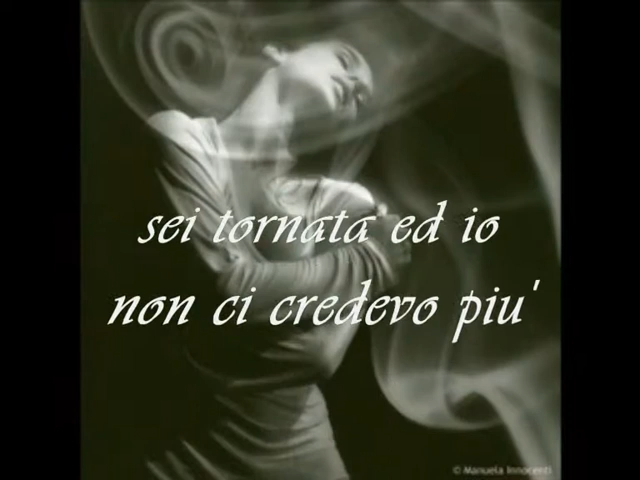 sei tornata ed io
non ci credevo piu'
© Manuela Innocenti